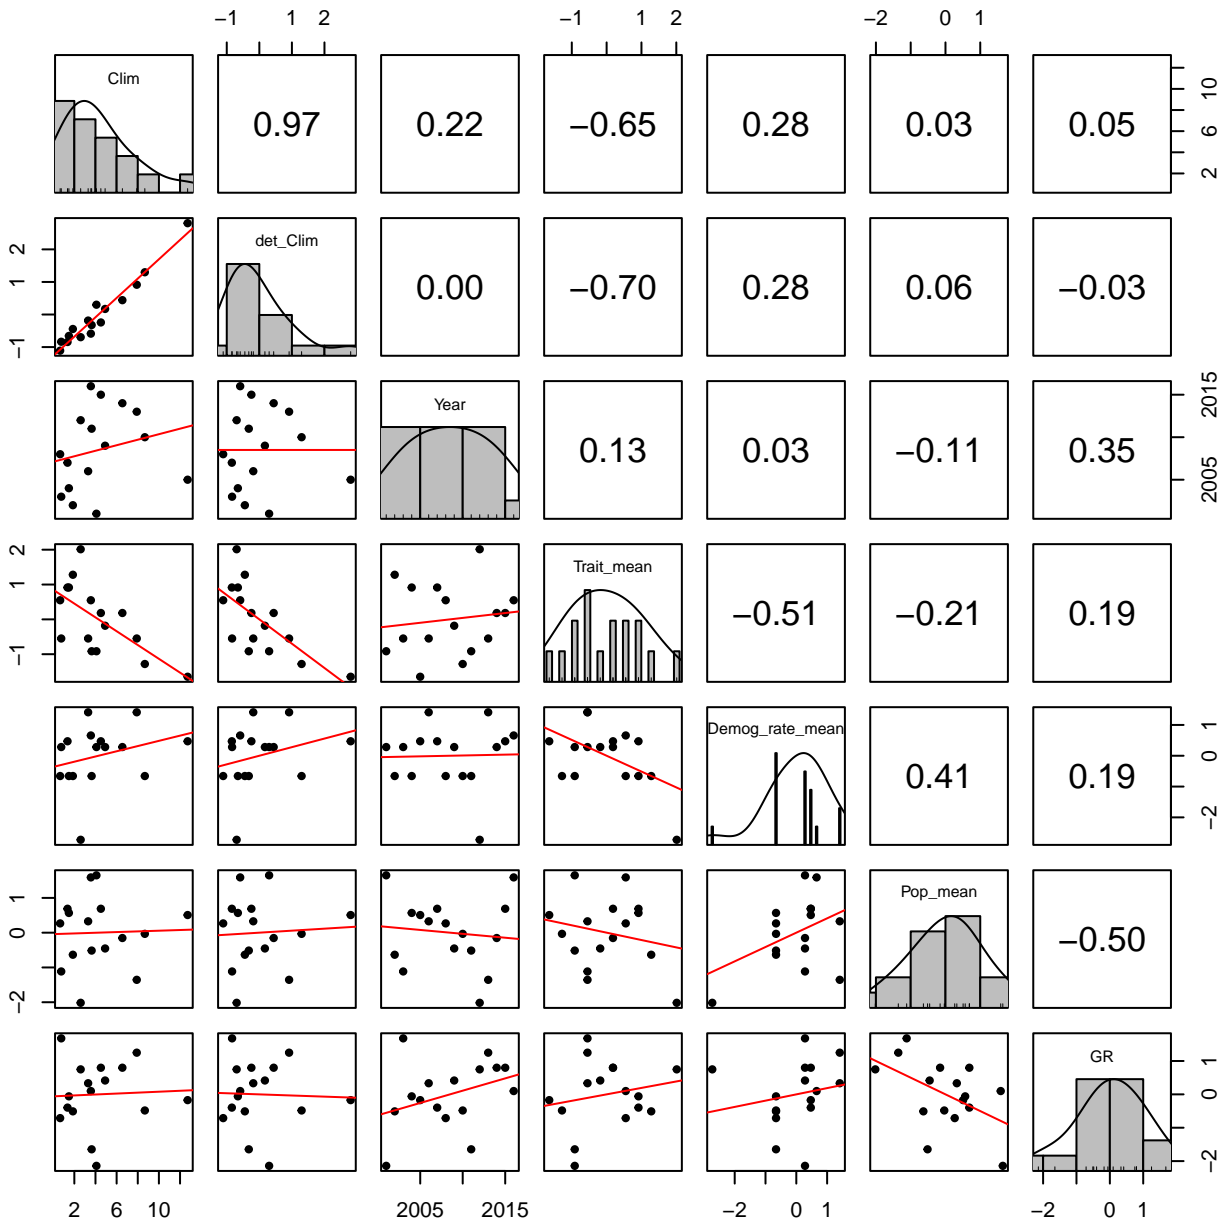 −1 1 2 −1 1 2 −2 0 1
Clim 0.97 0.22 −0.65 0.28 0.03 0.05 2 6 10
−1 1 2 det_Clim 0.00 −0.70 0.28 0.06 −0.03
Year 0.13 0.03 −0.11 0.35 2005 2015
−1 1 2 Trait_mean −0.51 −0.21 0.19
Demog_rate_mean 0.41 0.19 −2 0 1
−2 0 1 Pop_mean −0.50
GR −2 0 1
2 6 10 2005 2015 −2 0 1 −2 0 1